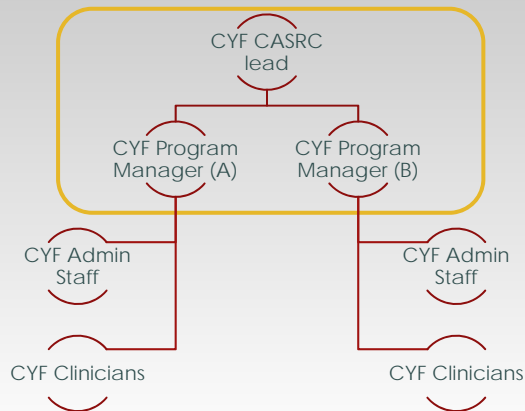 CYF CASRC
lead
CYF Program
Manager (A)
CYF Program
Manager (B)
CYF Admin
Staff
CYF Admin
Staff
CYF Clinicians
CYF Clinicians